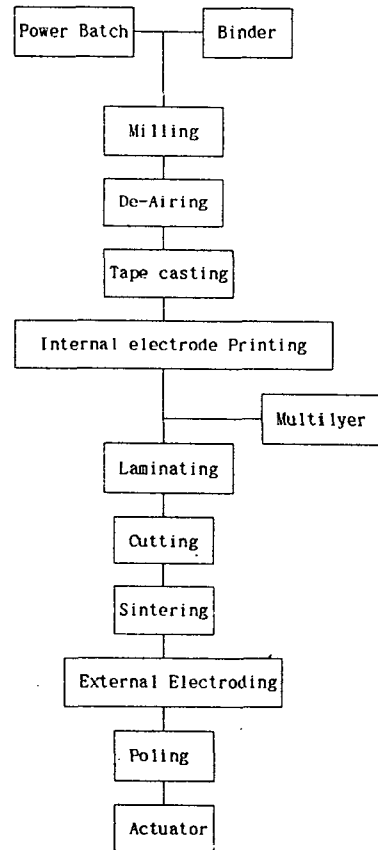 Power Batch
Binder
Milling
De-Airing
Tape casting
Internal electrode Printing
Multilyer
Laminating
Cutting
Sintering
External Electroding
Poling
Actuator